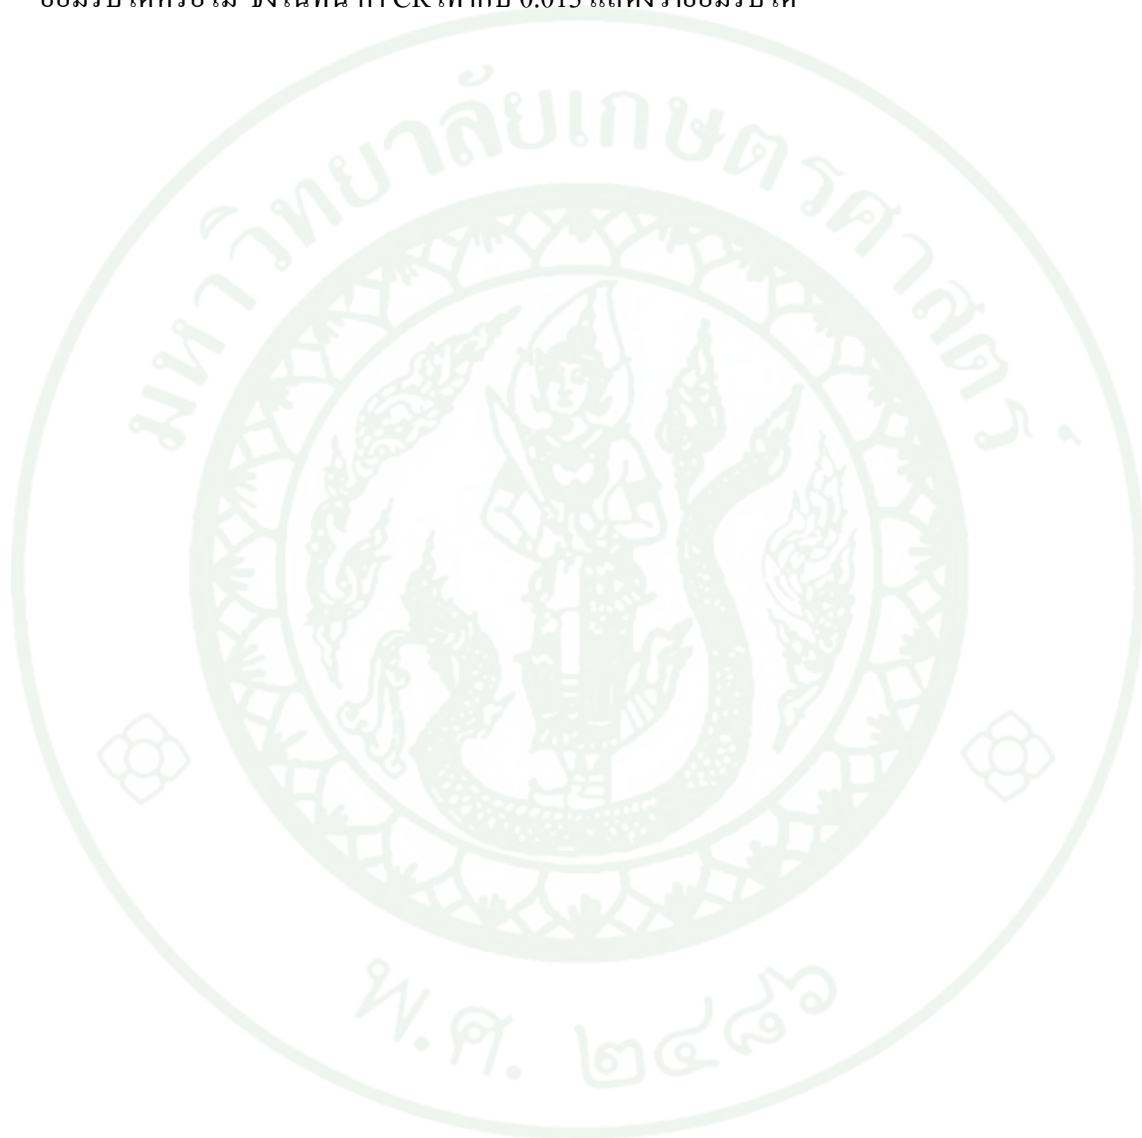 ยอมรับได้หรือไม่ ซึ่งในที่นี้ ค่า CR เท่ากับ 0.015 แสดงว่ายอมรับได้
มหาวิทยาลัยเกษตรศาสตร์
พ.ศ. ๒๔๘๖